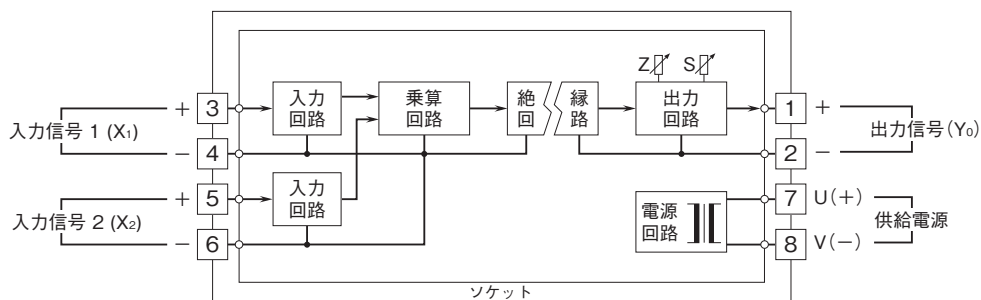 入力信号 1 (X1)
+
−
3
4
入力
回路
乗算
回路
絶
回
縁
路
Z
S
出力
回路
1
2
+
−
出力信号(Y0)
入力信号 2 (X2)
+
−
5
6
入力
回路
電源
回路
7
8
U(+)
V(−)
供給電源
ソケット